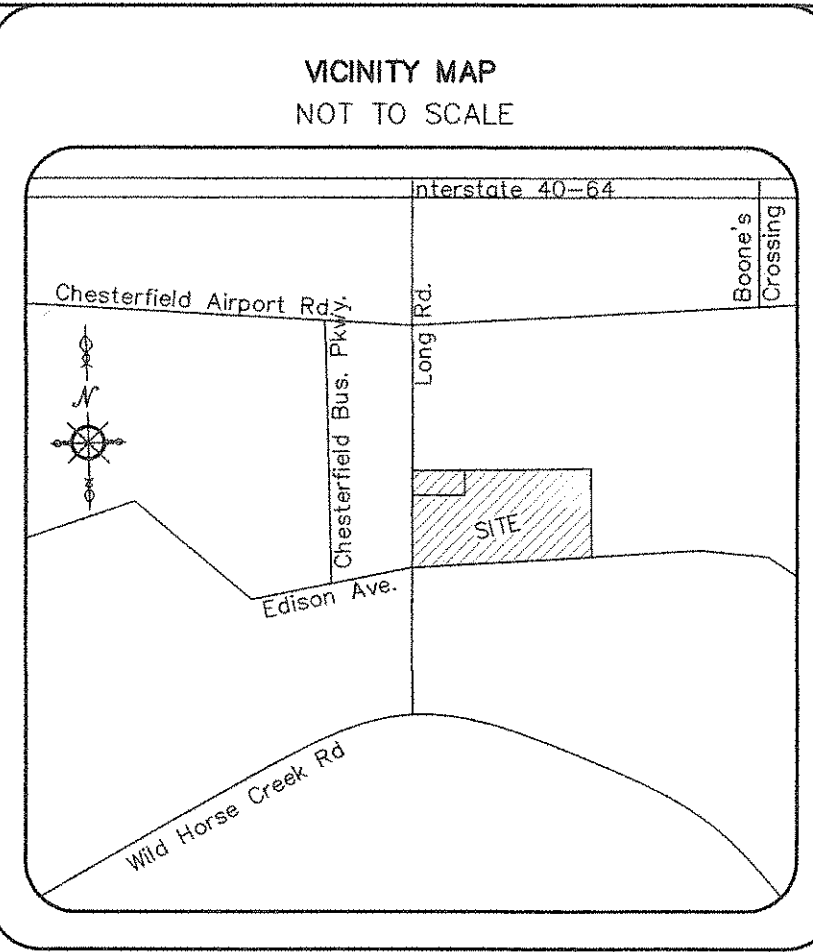 VICINITY MAP
NOT TO SCALE
nterstate 40-64
Boone's
Crossing
Chesterfield Airport Rd.
Chesterfield Bus. Pkwy.
Long Rd.
N
SITE
Edison Ave.
Wild Horse Creek Rd